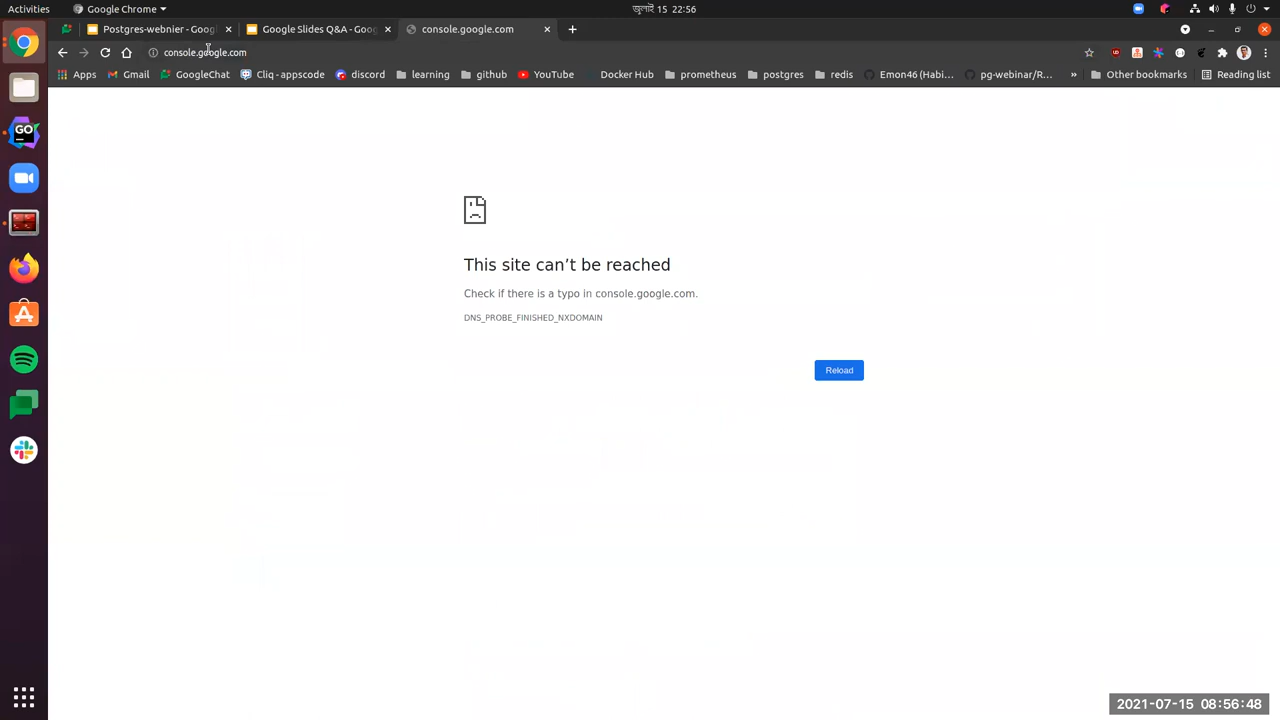 Activities
Google Chrome
জুলাই 15 22:56
Postgres-webnier - Googl
Google Slides Q&A - Goog
console.google.com
console.google.com
Apps
Gmail
GoogleChat
Cliq - appscode
discord
learning
github
YouTube
Docker Hub
prometheus
postgres
redis
Emon46 (Habi...
pg-webinar/R...
»
Other bookmarks
Reading list
GO
This site can’t be reached
Check if there is a typo in console.google.com.
DNS_PROBE_FINISHED_NXDOMAIN
Reload
2021-07-15 08:56:48